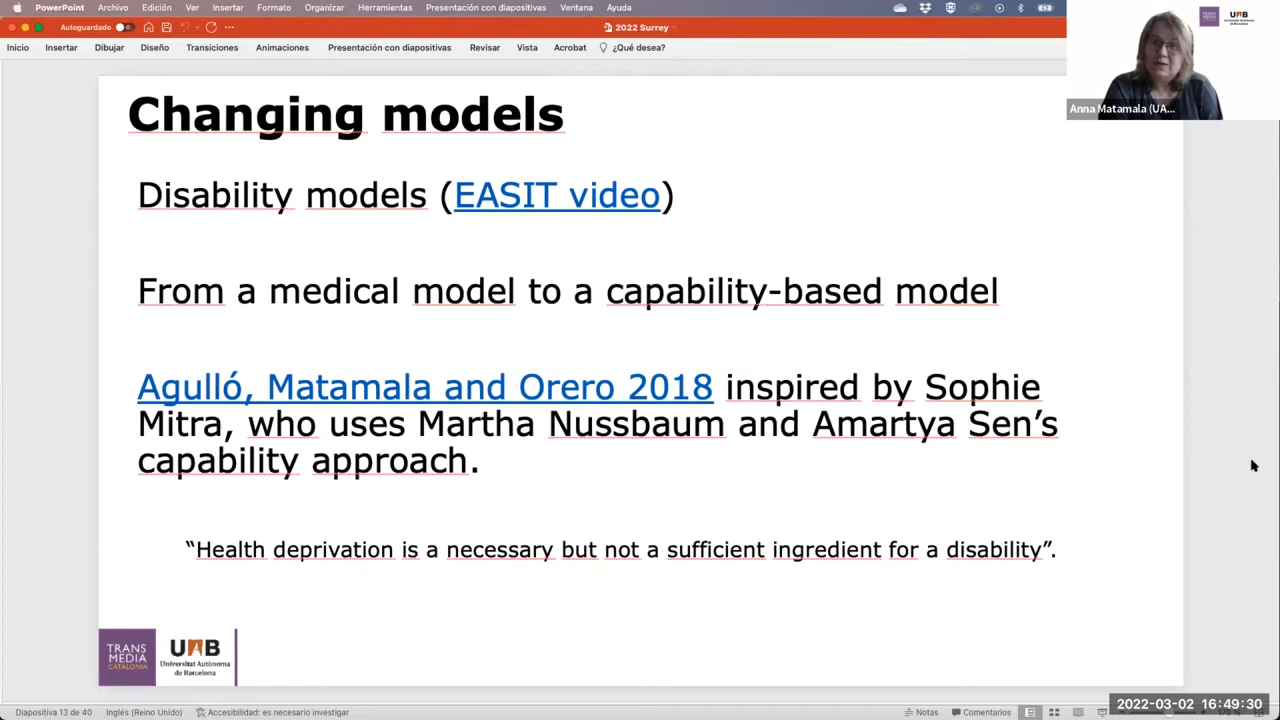 PowerPoint Archivo Edición Ver Insertar Formato Organizar Herramientas Presentación con diapositivas Ventana Ayuda
Autoguardado
2022 Surrey
Inicio Insertar Dibujar Diseño Transiciones Animaciones Presentación con diapositivas Revisar Vista Acrobat ¿Qué desea?
TRANS MEDIA
UAB
Anna Matamala (UA...
Changing models
Disability models (EASIT video)
From a medical model to a capability-based model
Agulló, Matamala and Orero 2018 inspired by Sophie
Mitra, who uses Martha Nussbaum and Amartya Sen’s
capability approach.
“Health deprivation is a necessary but not a sufficient ingredient for a disability”.
TRANS
MEDIA
CATALONIA
UAB
Universitat Autònoma
de Barcelona
2022-03-02 16:49:30
Diapositiva 13 de 40 Inglés (Reino Unido) Accesibilidad: es necesario investigar Notas Comentarios